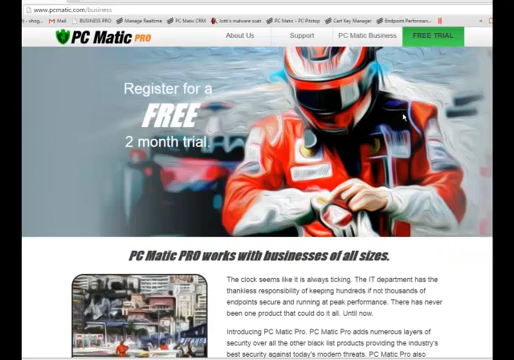 www.pcmatic.com/business
Mail
BUSINESS-PRO
Manage Realtime
PC Matic CRM
Jotti's malware scan
PC Matic - PC Pitstop
Cart Key Manager
Endpoint Performan...
PC Matic PRO
About Us
Support
PC Matic Business
FREE TRIAL
Register for a
FREE
2 month trial.
PC Matic PRO works with businesses of all sizes.
The clock seems like it is always ticking. The IT department has the
thankless responsibility of keeping hundreds if not thousands of
endpoints secure and running at peak performance. There has never
been one product that could do it all. Until now.
Introducing PC Matic Pro. PC Matic Pro adds numerous layers of
security over all the other black list products providing the industry's
best security against today's modern threats. PC Matic Pro also